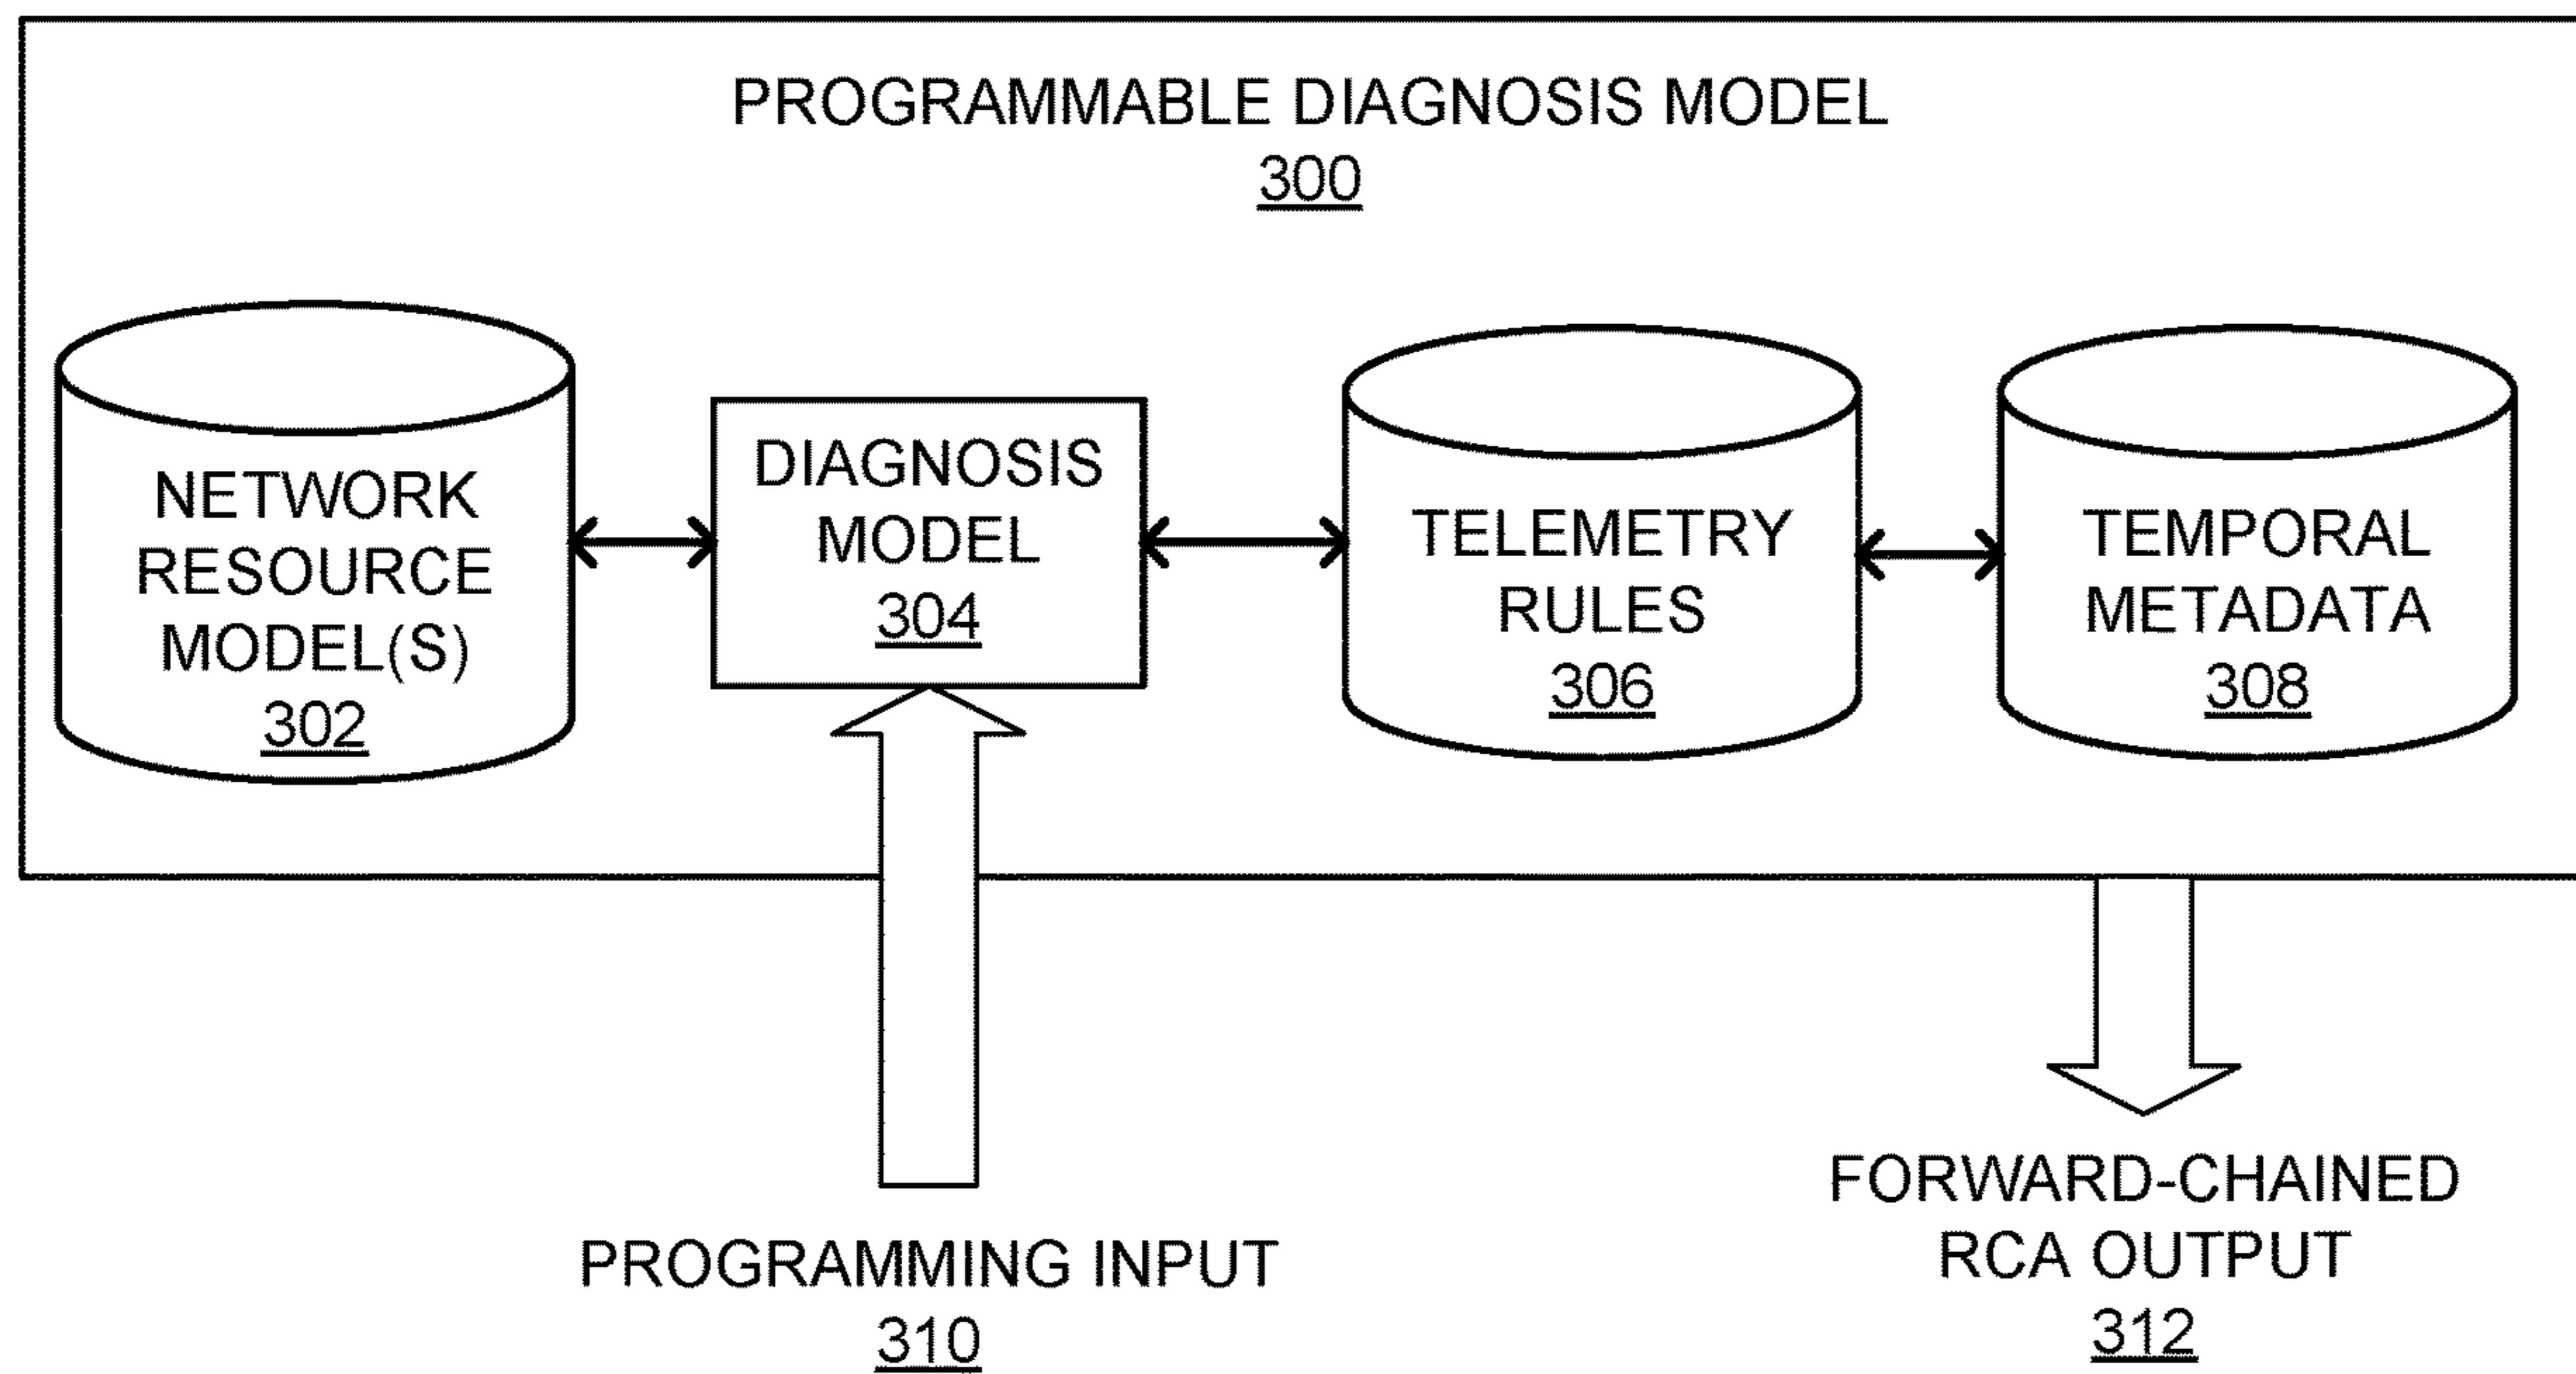 PROGRAMMABLE DIAGNOSIS MODEL
300
NETWORK
RESOURCE
MODEL(S)
302
DIAGNOSIS
MODEL
304
TELEMETRY
RULES
306
TEMPORAL
METADATA
308
PROGRAMMING INPUT
310
FORWARD-CHAINED
RCA OUTPUT
312